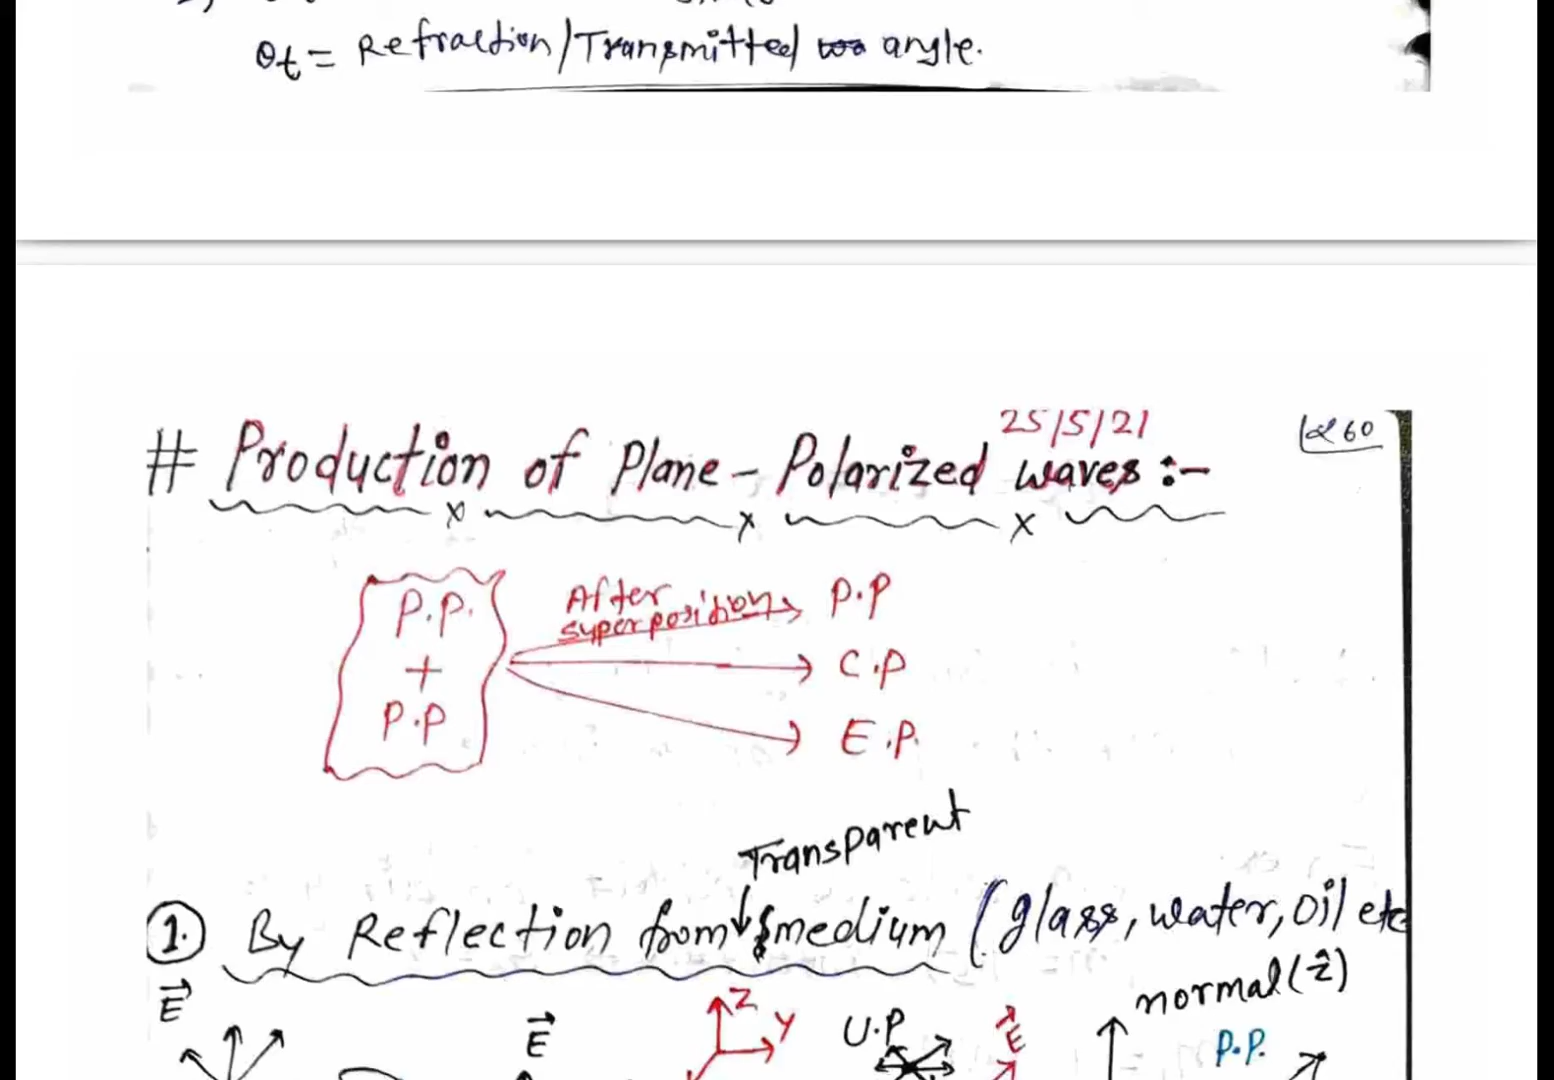 θt = Refraction/Transmitted angle.
25/5/21
# Production of Plane-Polarized waves :-
P.P. + P.P
After superposition
P.P
C.P
E.P.
Transparent
1. By Reflection from medium (glass, water, oil etc
normal(ẑ)
E
E
Z
Y
U.P
E
P.P.